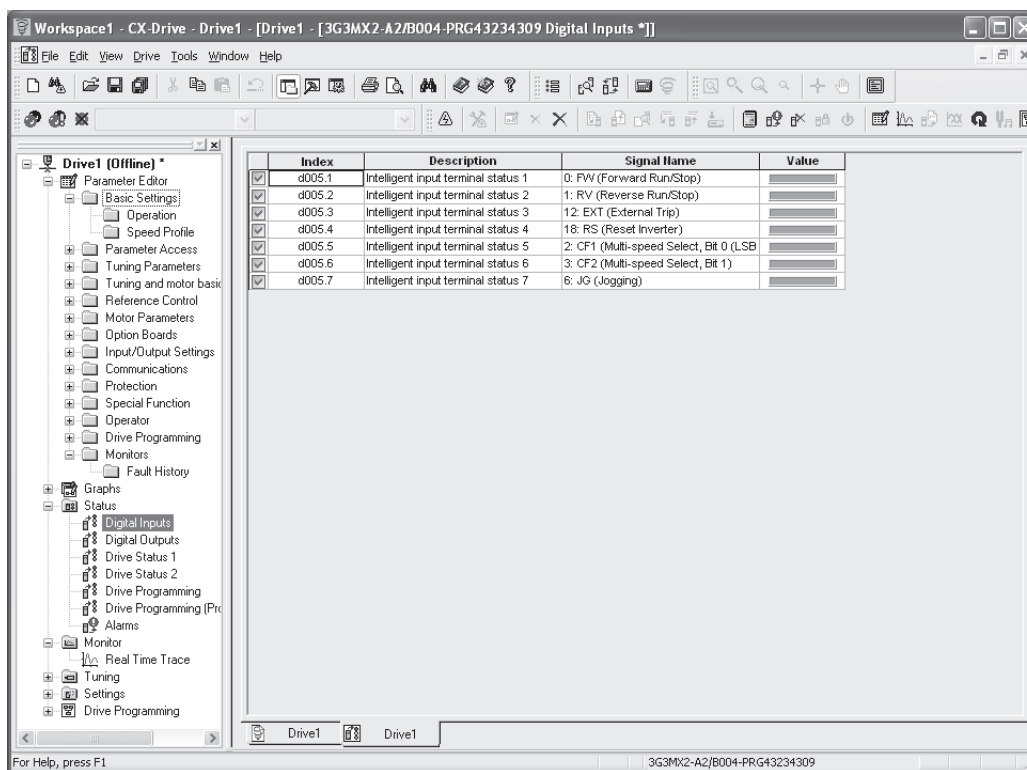 Workspace1 - CX-Drive - Drive1 - [Drive1 - [3G3MX2-A2/B004-PRG43234309 Digital Inputs *]]
File Edit View Drive Tools Window Help
Drive1 (Offline) *
Parameter Editor
Basic Settings
Operation
Speed Profile
Parameter Access
Tuning Parameters
Tuning and motor basic
Reference Control
Motor Parameters
Option Boards
Input/Output Settings
Communications
Protection
Special Function
Operator
Drive Programming
Monitors
Fault History
Graphs
Status
Digital Inputs
Digital Outputs
Drive Status 1
Drive Status 2
Drive Programming
Drive Programming (Pro
Alarms
Monitor
Real Time Trace
Tuning
Settings
Drive Programming
Index Description Signal Name Value
d005.1 Intelligent input terminal status 1 0: FW (Forward Run/Stop)
d005.2 Intelligent input terminal status 2 1: RV (Reverse Run/Stop)
d005.3 Intelligent input terminal status 3 12: EXT (External Trip)
d005.4 Intelligent input terminal status 4 18: RS (Reset Inverter)
d005.5 Intelligent input terminal status 5 2: CF1 (Multi-speed Select, Bit 0 (LSB
d005.6 Intelligent input terminal status 6 3: CF2 (Multi-speed Select, Bit 1)
d005.7 Intelligent input terminal status 7 6: JG (Jogging)
Drive1 Drive1
For Help, press F1 3G3MX2-A2/B004-PRG43234309